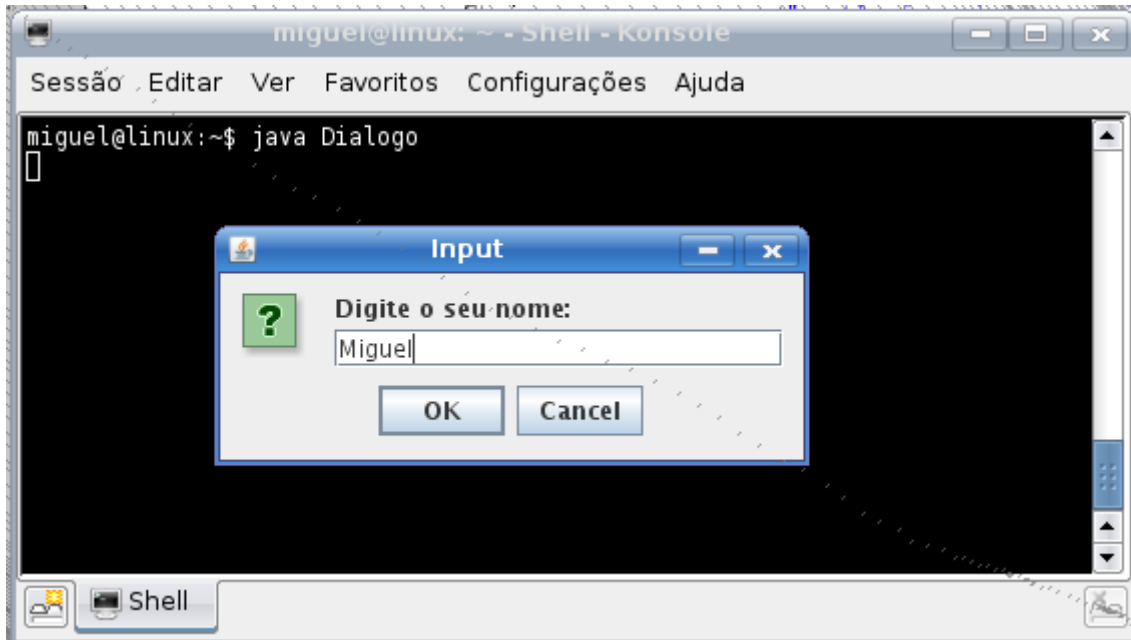 miguel@linux: ~ - Shell - Konsole
Sessão Editar Ver Favoritos Configurações Ajuda
miguel@linux:~$ java Dialogo
Input
Digite o seu nome:
Miguel
OK Cancel
Shell